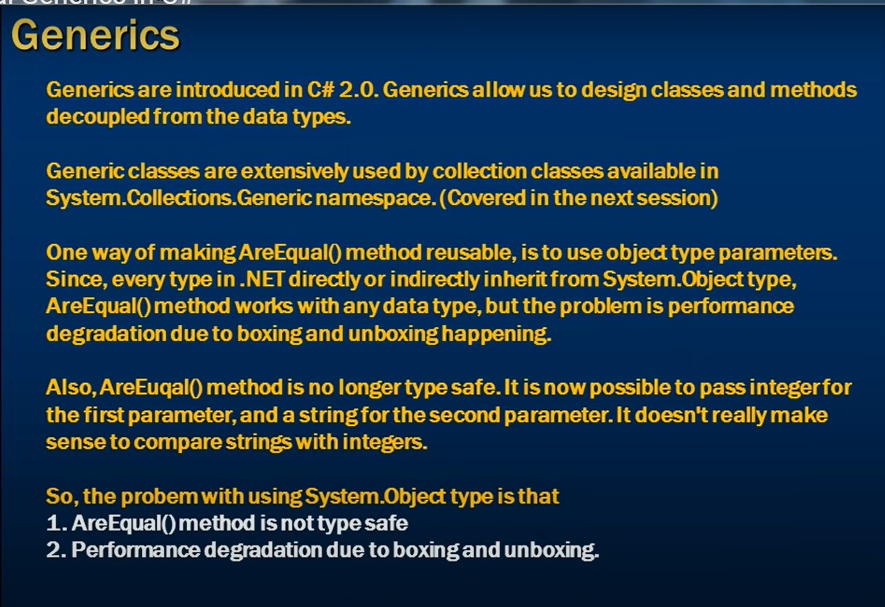 Generics in C#
Generics
Generics are introduced in C# 2.0. Generics allow us to design classes and methods
decoupled from the data types.
Generic classes are extensively used by collection classes available in
System.Collections.Generic namespace. (Covered in the next session)
One way of making AreEqual() method reusable, is to use object type parameters.
Since, every type in .NET directly or indirectly inherit from System.Object type,
AreEqual() method works with any data type, but the problem is performance
degradation due to boxing and unboxing happening.
Also, AreEuqal() method is no longer type safe. It is now possible to pass integer for
the first parameter, and a string for the second parameter. It doesn't really make
sense to compare strings with integers.
So, the probem with using System.Object type is that
1. AreEqual() method is not type safe
2. Performance degradation due to boxing and unboxing.